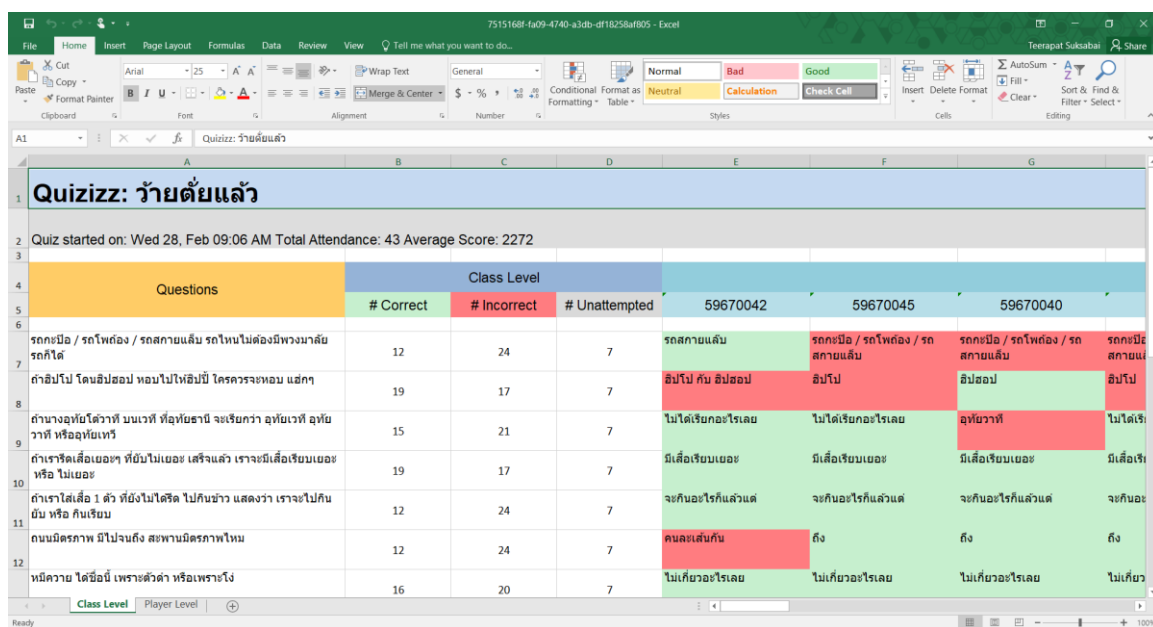 7515168f-fa09-4740-a3db-df18258af805 - Excel
File Home Insert Page Layout Formulas Data Review View Tell me what you want to do... Teerapat Suksabai Share
Paste
Cut
Copy
Format Painter
Clipboard
Arial 25
B I U
Font
Wrap Text
Merge & Center
Alignment
General
$ % ,
Number
Conditional Formatting
Format as Table
Normal Bad Good
Neutral Calculation Check Cell
Styles
Insert Delete Format
Cells
AutoSum
Fill
Clear
Sort & Filter
Find & Select
Editing
A1 fx Quizizz: ว้ายตั่ยแล้ว
A B C D E F G
1 Quizizz: ว้ายตั่ยแล้ว
2 Quiz started on: Wed 28, Feb 09:06 AM Total Attendance: 43 Average Score: 2272
3
4 Questions Class Level
5 # Correct # Incorrect # Unattempted 59670042 59670045 59670040
6
รถกะป๊อ / รถโพถ้อง / รถสกายแล็บ รถไหนไม่ต้องมีพวงมาลัย รถสกายแล็บ รถกะป๊อ / รถโพถ้อง / รถ รถกะป๊อ / รถโพถ้อง / รถ รถกะป๊อ
7 รถก็ได้ 12 24 7 สกายแล็บ สกายแล็บ
ถ้าฮิปโป โดนฮิปฮอป หอบไปให้ฮิปปี้ ใครควรจะหอบ แฮ่กๆ ฮิปโป กับ ฮิปฮอป ฮิปโป ฮิปฮอป ฮิปโป
8 19 17 7
ถ้านางอุทัยโต้วาที บนเวที ที่อุทัยธานี จะเรียกว่า อุทัยเวที อุทัย ไม่ได้เรียกอะไรเลย ไม่ได้เรียกอะไรเลย อุทัยวาที
9 วาที หรืออุทัยเทวี 15 21 7
ถ้าเรารีดเสื้อเยอะๆ ที่ยับไม่เยอะ เสร็จแล้ว เราจะมีเสื้อเรียบเยอะ มีเสื้อเรียบเยอะ มีเสื้อเรียบเยอะ มีเสื้อเรียบเยอะ
10 หรือ ไม่เยอะ 19 17 7
ถ้าเราใส่เสื้อ 1 ตัว ที่ยังไม่ได้รีด ไปกินข้าว แสดงว่า เราจะไปกิน จะกินอะไรก็แล้วแต่ จะกินอะไรก็แล้วแต่ จะกินอะไรก็แล้วแต่
11 ยับ หรือ กินเรียบ 12 24 7
ถนนมิตรภาพ มีไปจนถึง สะพานมิตรภาพไหม คนละเส้นกัน ถึง ถึง ถึง
12 12 24 7
หมีควาย ได้ชื่อนี้ เพราะตัวดำ หรือเพราะโง่ ไม่เกี่ยวอะไรเลย ไม่เกี่ยวอะไรเลย ไม่เกี่ยวอะไรเลย
16 20 7
Class Level Player Level
Ready 100%